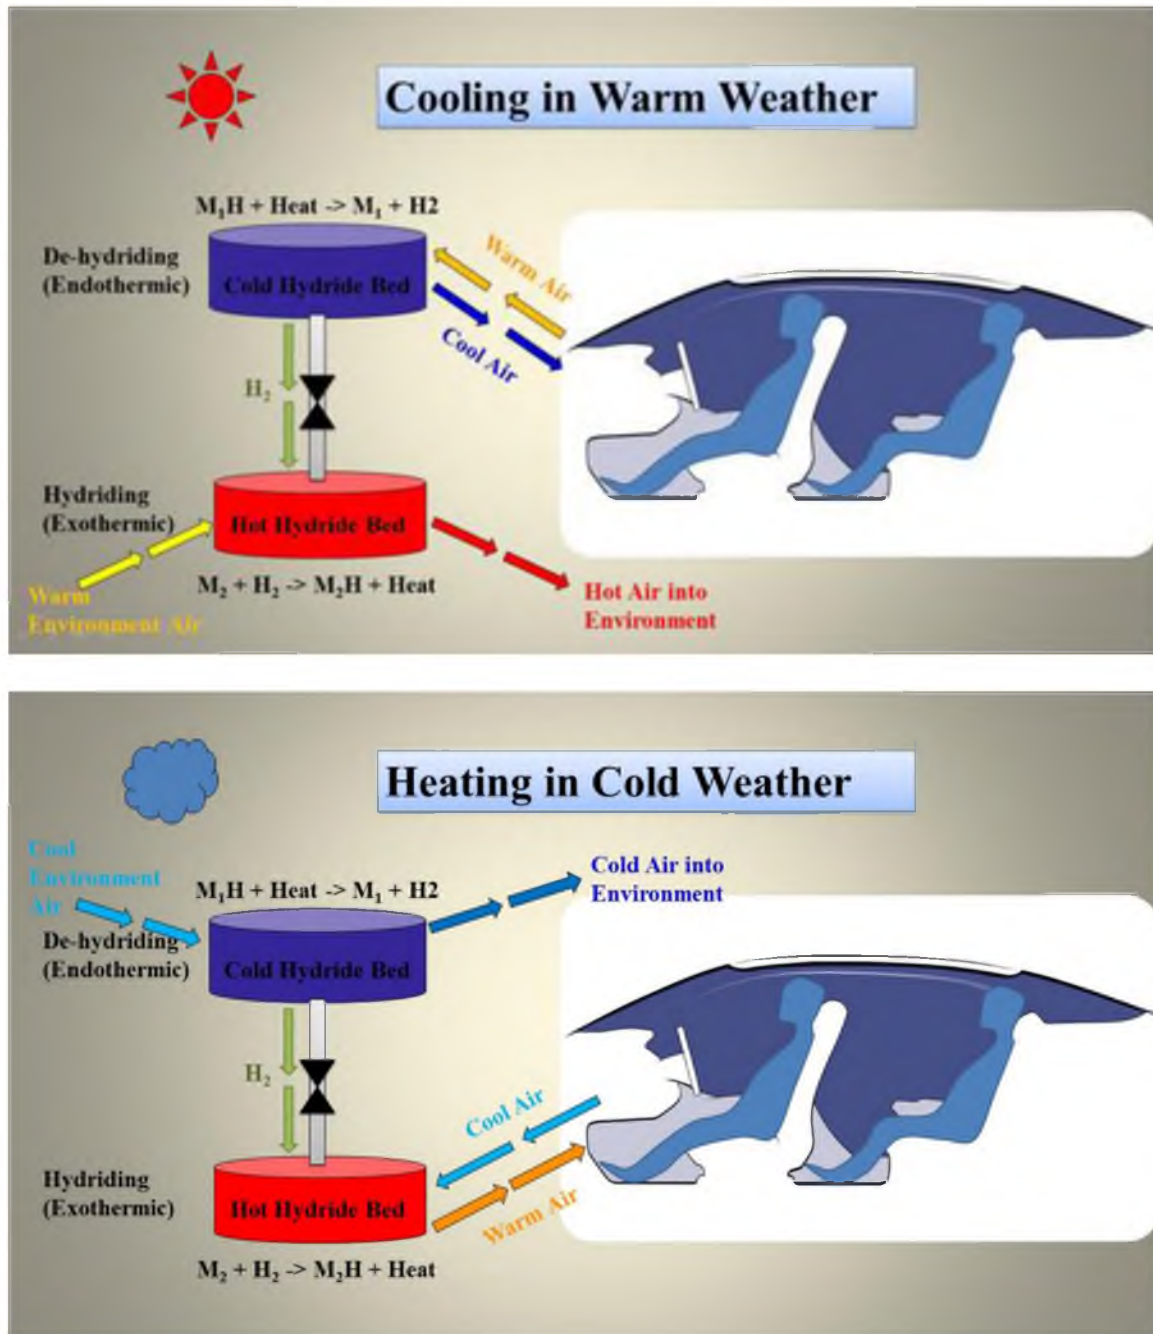 Cooling in Warm Weather
M₁H + Heat -> M₁ + H2
De-hydriding
(Endothermic)
Cold Hydride Bed
Warm Air
Cool Air
H₂
Hydriding
(Exothermic)
Hot Hydride Bed
M₂ + H₂ -> M₂H + Heat
Warm
Environment Air
Hot Air into
Environment
Heating in Cold Weather
Cool
Environment
Air
M₁H + Heat -> M₁ + H2
Cold Air into
Environment
De-hydriding
(Endothermic)
Cold Hydride Bed
H₂
Cool Air
Warm Air
Hydriding
(Exothermic)
Hot Hydride Bed
M₂ + H₂ -> M₂H + Heat